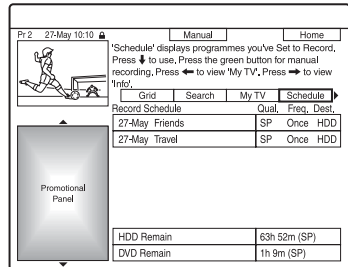 Pr 2 27-May 10:10
Manual
Home
'Schedule' displays programmes you've Set to Record.
Press to use. Press the green button for manual
recording, Press to view 'My TV'. Press to view
'Info'.
Grid Search My TV Schedule
Record Schedule Qual. Freq. Dest.
27-May Friends SP Once HDD
27-May Travel SP Once HDD
Promotional
Panel
HDD Remain 63h 52m (SP)
DVD Remain 1h 9m (SP)